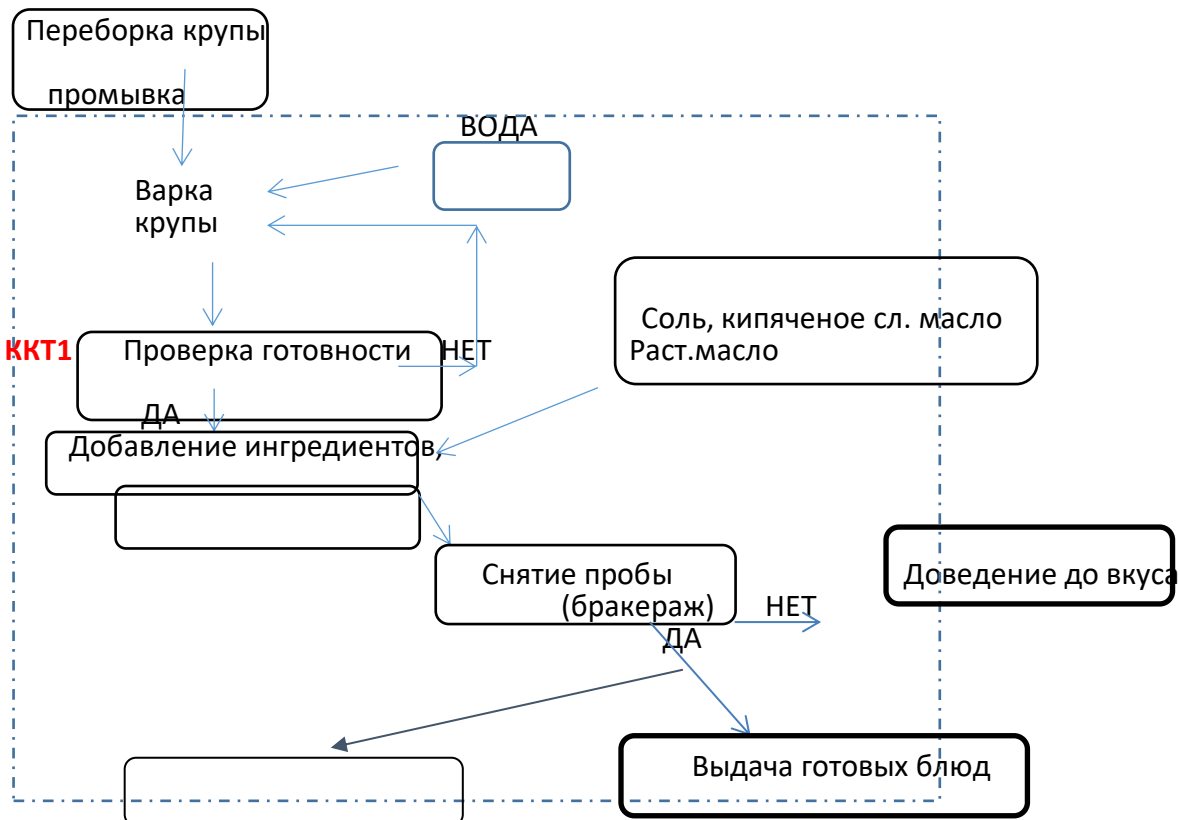 Переборка крупы
промывка
ВОДА
Варка
крупы
Соль, кипяченое сл. масло
Раст.масло
ККТ1 Проверка готовности НЕТ
ДА
Добавление ингредиентов,
Снятие пробы
(бракераж) НЕТ
Доведение до вкуса
ДА
Выдача готовых блюд